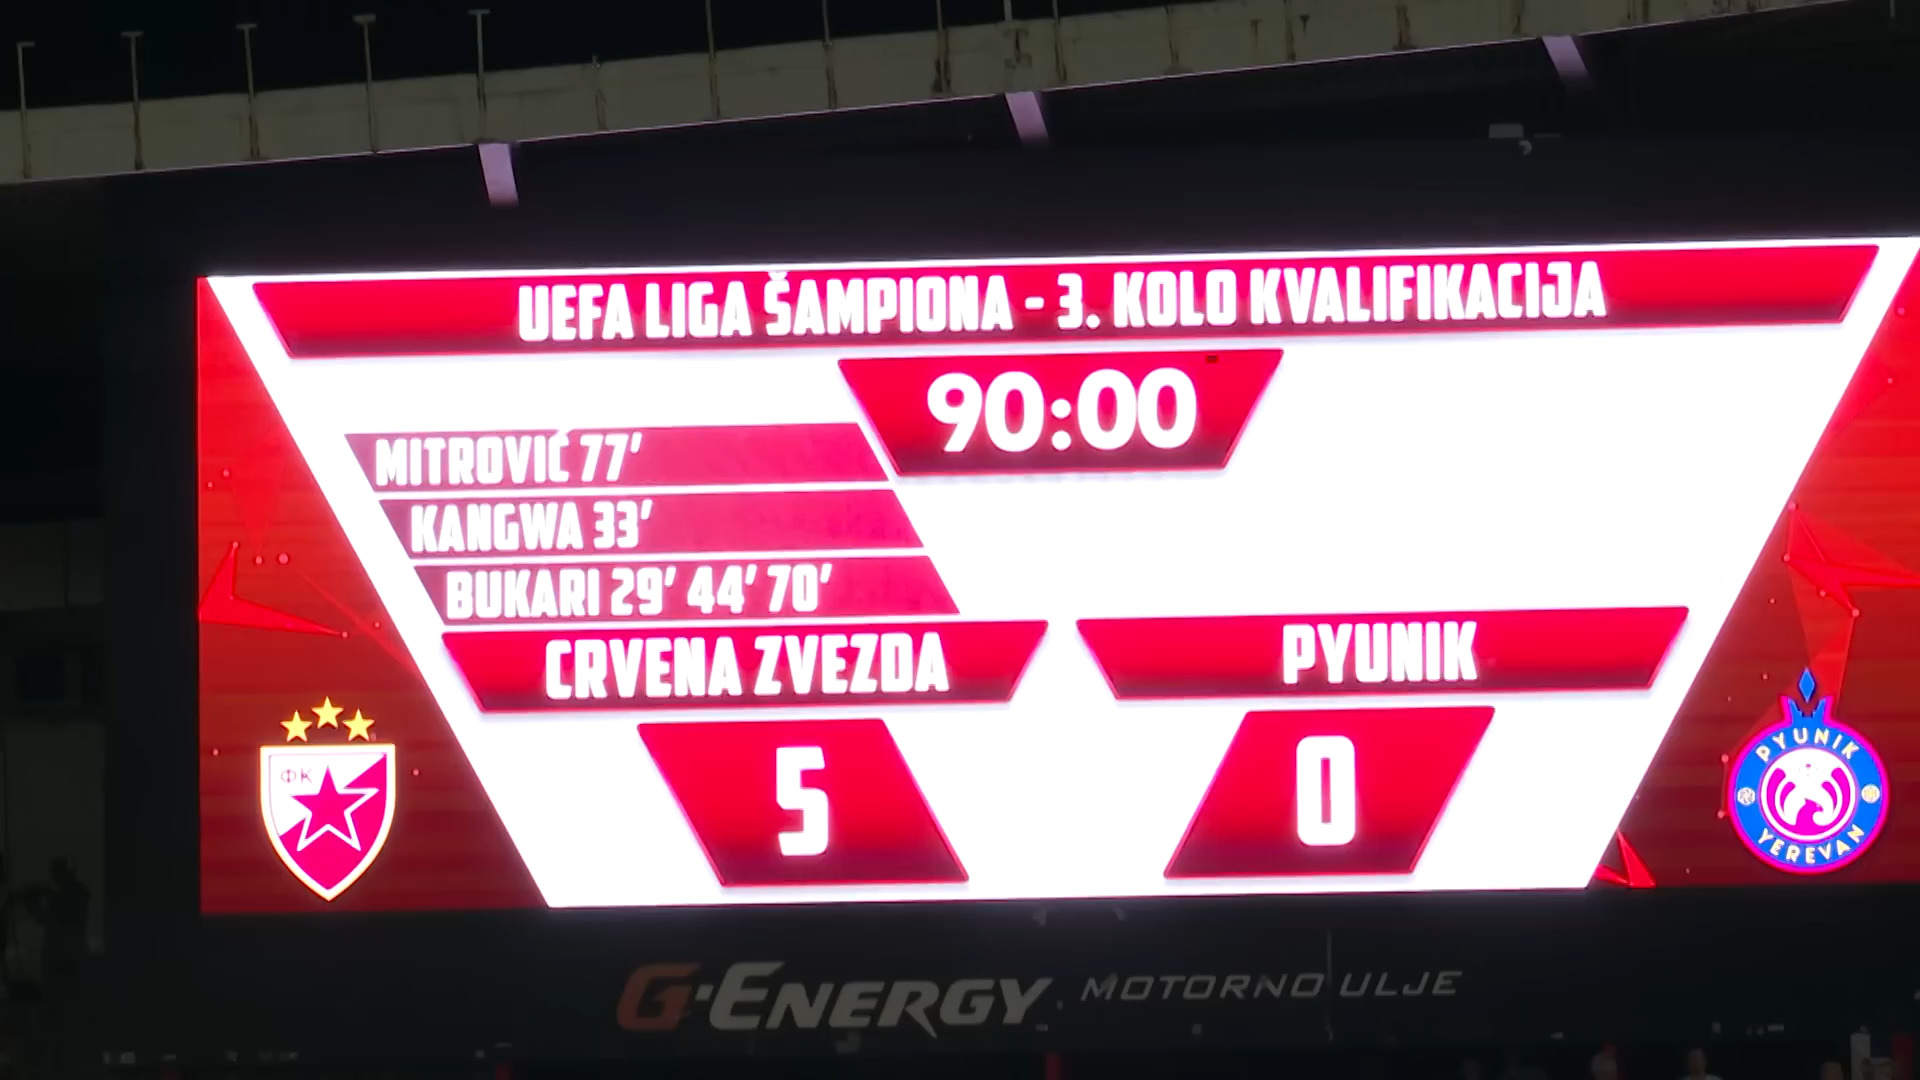 UEFA LIGA ŠAMPIONA - 3. KOLO KVALIFIKACIJA
90:00
MITROVIĆ 77'
KANGWA 33'
BUKARI 29' 44' 70'
CRVENA ZVEZDA
PYUNIK
5
0
ФК
PYUNIK
YEREVAN
G-ENERGY MOTORNO ULJE